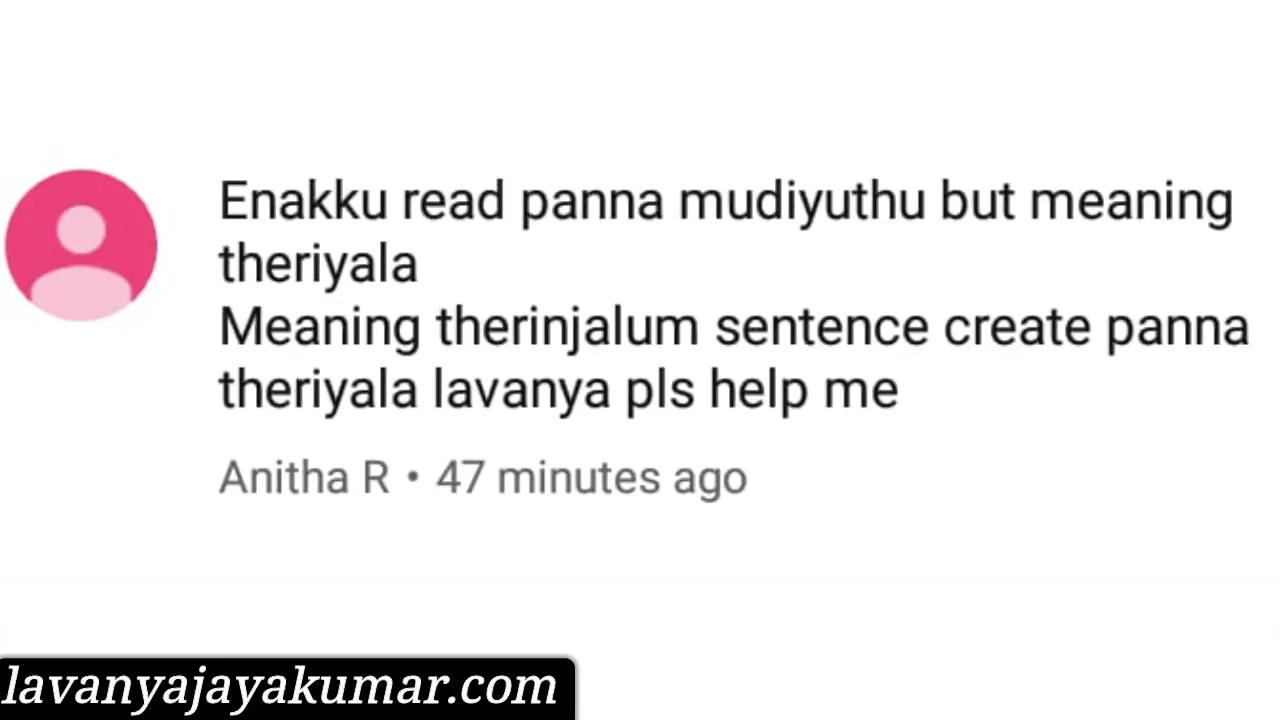 Enakku read panna mudiyuthu but meaning
theriyala
Meaning therinjalum sentence create panna
theriyala lavanya pls help me
Anitha R • 47 minutes ago
lavanyajayakumar.com